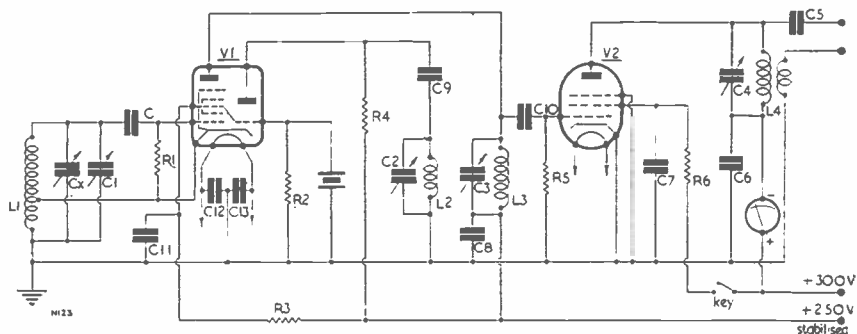 V1
V2
C5
C9
C
C10
C4
L4
R4
R1
C2
C3
Cx
C1
R2
R5
C7
R6
C6
L1
C12
C13
L2
L3
C11
C8
-
+
+300V
key
N123
R3
+250V
stabilised